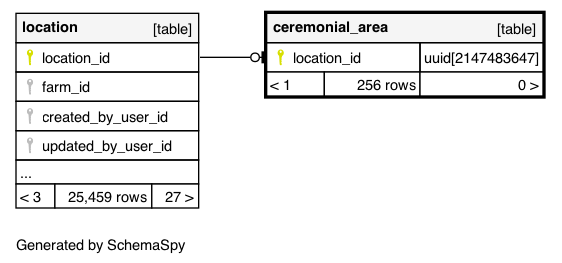 location [table]
location_id
farm_id
created_by_user_id
updated_by_user_id
...
< 3 25,459 rows 27 >
ceremonial_area [table]
location_id uuid[2147483647]
< 1 256 rows 0 >
Generated by SchemaSpy